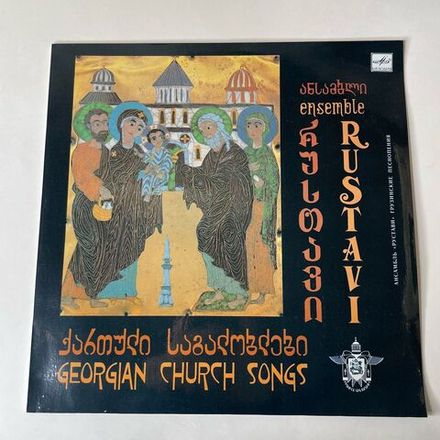 ანსამბლი
ensemble
რუსთავი
RUSTAVI
АНСАМБЛЬ «РУСТАВИ» ГРУЗИНСКИЕ ПЕСНОПЕНИЯ
ქართული საგალობლები
GEORGIAN CHURCH SONGS